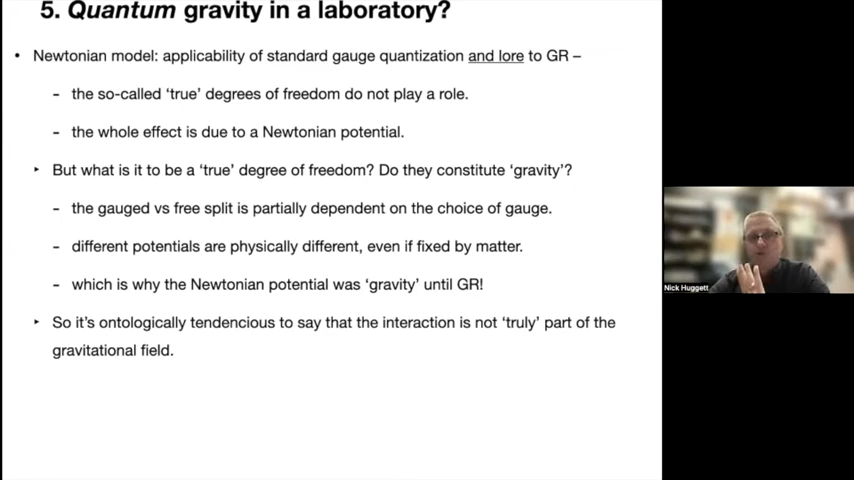 5. Quantum gravity in a laboratory?
• Newtonian model: applicability of standard gauge quantization and lore to GR –
- the so-called ‘true’ degrees of freedom do not play a role.
- the whole effect is due to a Newtonian potential.
‣ But what is it to be a ‘true’ degree of freedom? Do they constitute ‘gravity’?
- the gauged vs free split is partially dependent on the choice of gauge.
- different potentials are physically different, even if fixed by matter.
- which is why the Newtonian potential was ‘gravity’ until GR!
‣ So it’s ontologically tendencious to say that the interaction is not ‘truly’ part of the
gravitational field.
Nick Huggett